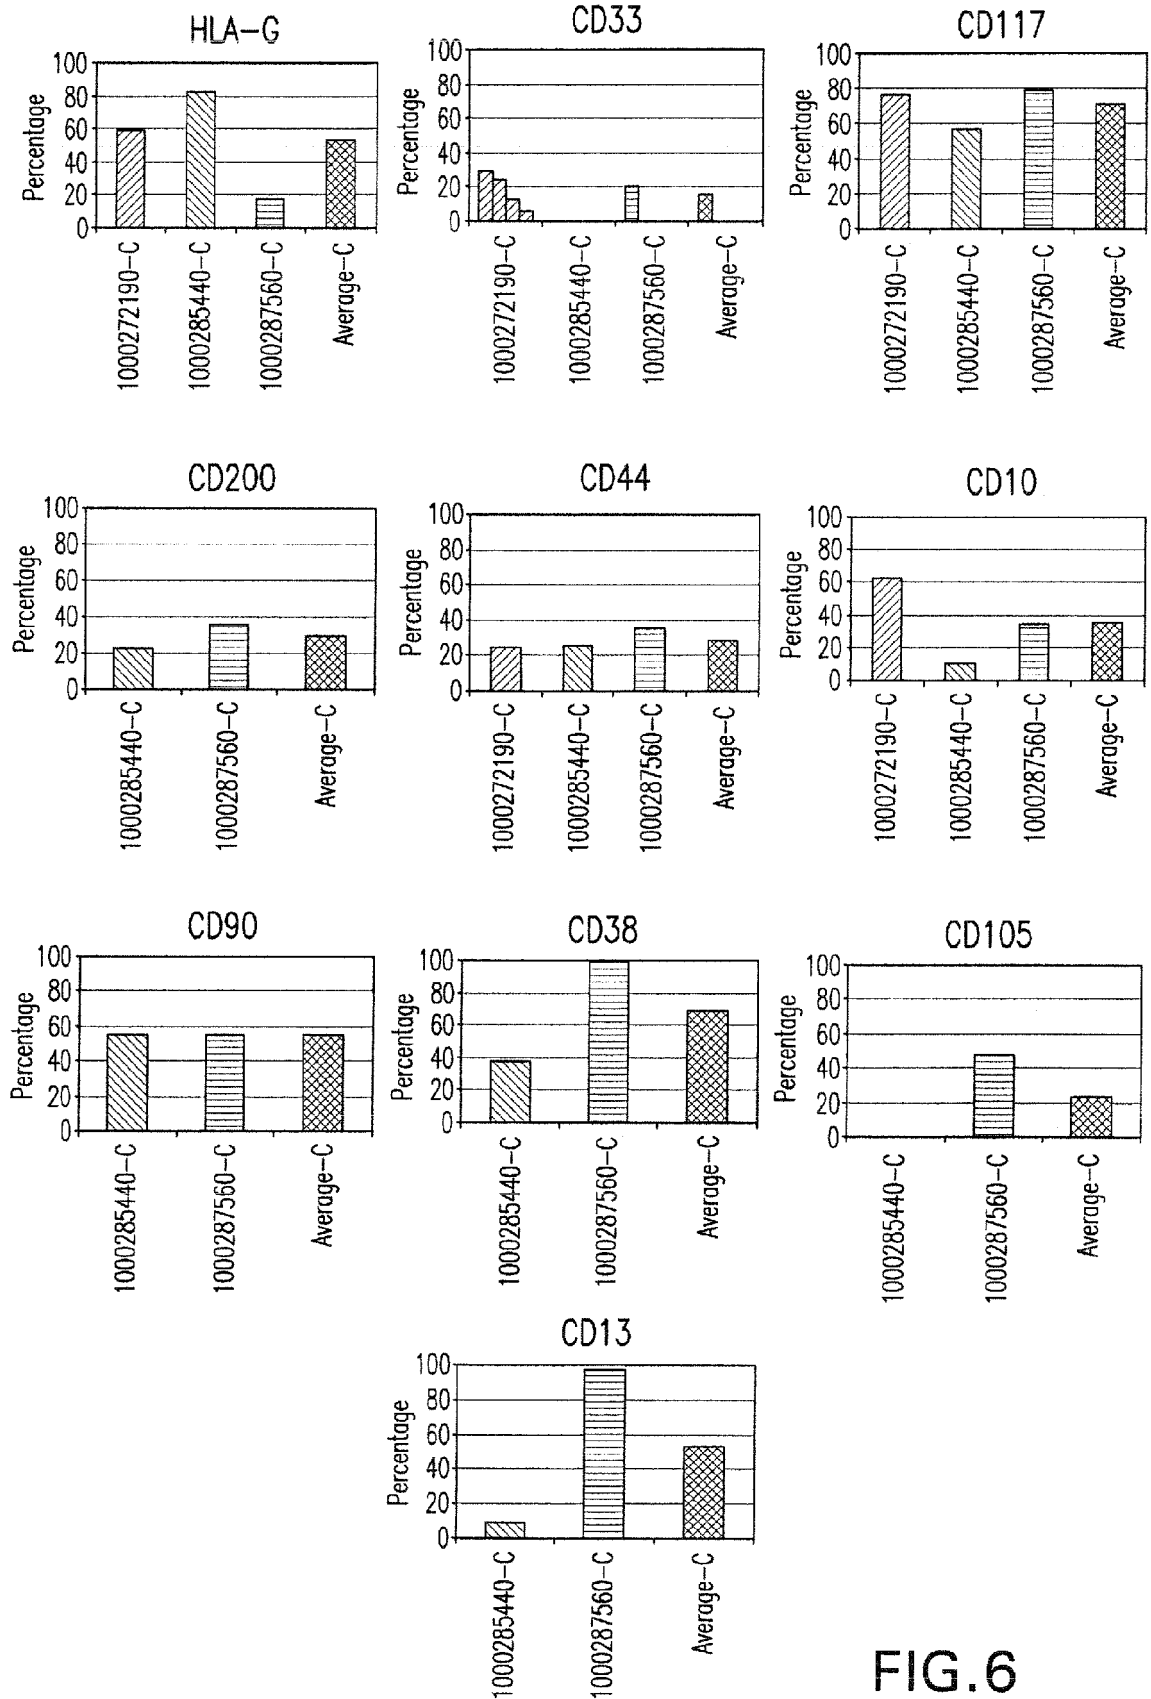 HLA-G
Percentage
100
80
60
40
20
0
1000272190-C
1000285440-C
1000287560-C
Average-C
CD33
Percentage
100
80
60
40
20
0
1000272190-C
1000285440-C
1000287560-C
Average-C
CD117
Percentage
100
80
60
40
20
0
1000272190-C
1000285440-C
1000287560-C
Average-C
CD200
Percentage
100
80
60
40
20
0
1000285440-C
1000287560-C
Average-C
CD44
Percentage
100
80
60
40
20
0
1000272190-C
1000285440-C
1000287560-C
Average-C
CD10
Percentage
100
80
60
40
20
0
1000272190-C
1000285440-C
1000287560-C
Average-C
CD90
Percentage
100
80
60
40
20
0
1000285440-C
1000287560-C
Average-C
CD38
Percentage
100
80
60
40
20
0
1000285440-C
1000287560-C
Average-C
CD105
Percentage
100
80
60
40
20
0
1000285440-C
1000287560-C
Average-C
CD13
Percentage
100
80
60
40
20
0
1000285440-C
1000287560-C
Average-C
FIG.6